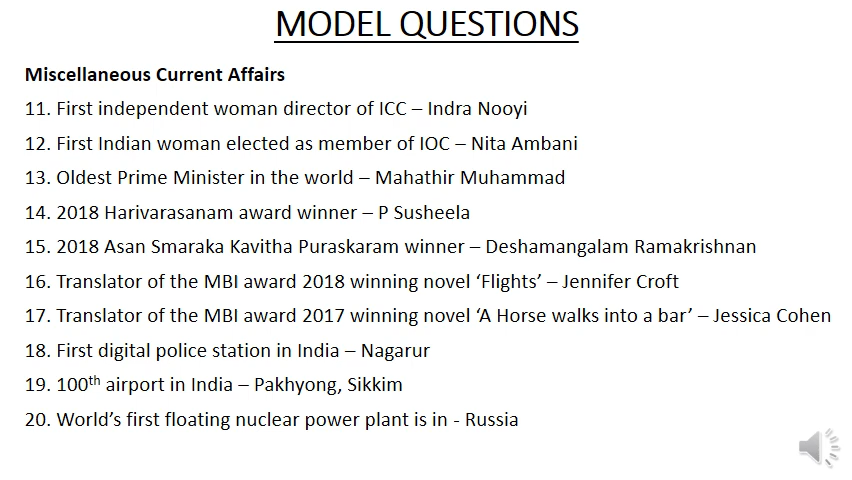 MODEL QUESTIONS
Miscellaneous Current Affairs
11. First independent woman director of ICC – Indra Nooyi
12. First Indian woman elected as member of IOC – Nita Ambani
13. Oldest Prime Minister in the world – Mahathir Muhammad
14. 2018 Harivarasanam award winner – P Susheela
15. 2018 Asan Smaraka Kavitha Puraskaram winner – Deshamangalam Ramakrishnan
16. Translator of the MBI award 2018 winning novel ‘Flights’ – Jennifer Croft
17. Translator of the MBI award 2017 winning novel ‘A Horse walks into a bar’ – Jessica Cohen
18. First digital police station in India – Nagarur
19. 100th airport in India – Pakhyong, Sikkim
20. World’s first floating nuclear power plant is in - Russia